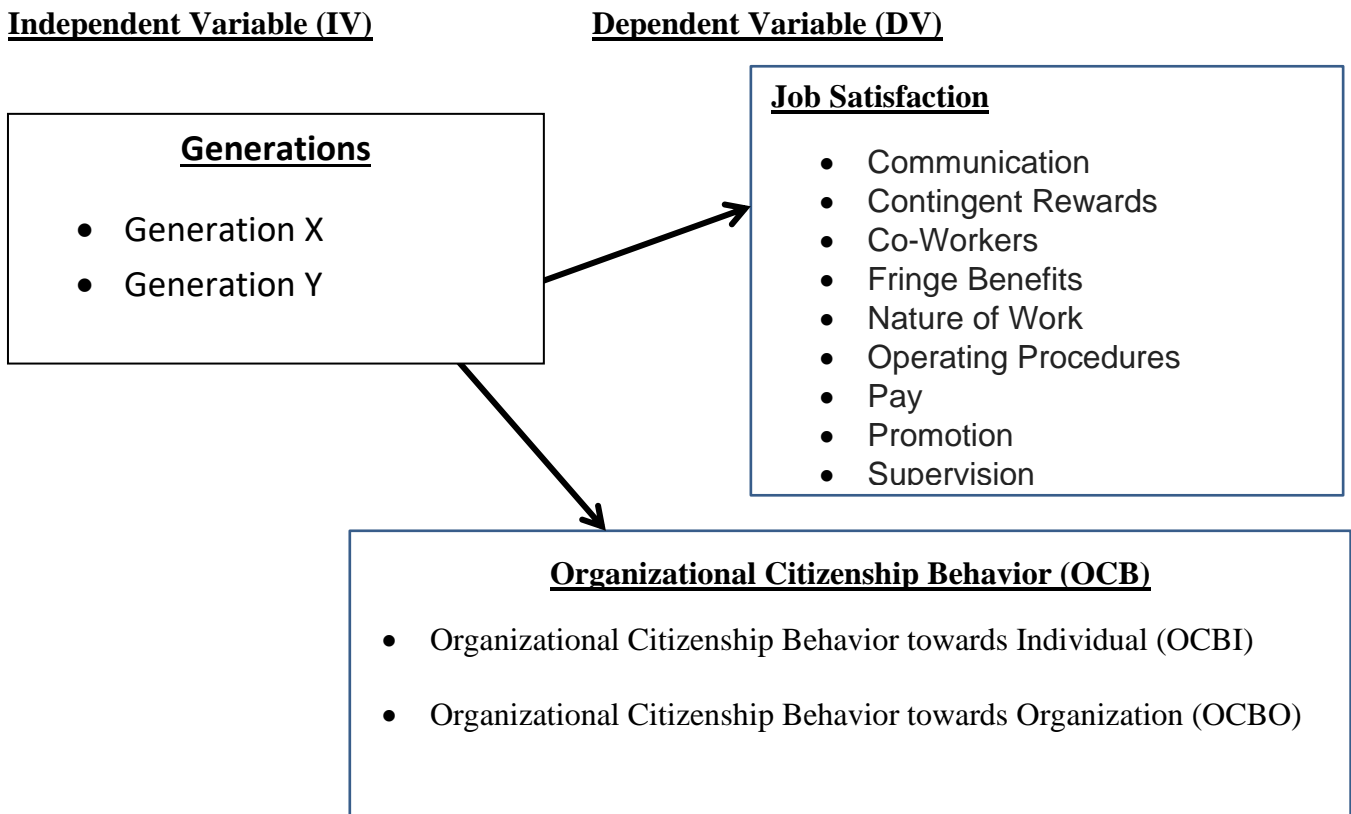 Independent Variable (IV)
Dependent Variable (DV)
Generations
• Generation X
• Generation Y
Job Satisfaction
• Communication
• Contingent Rewards
• Co-Workers
• Fringe Benefits
• Nature of Work
• Operating Procedures
• Pay
• Promotion
• Supervision
Organizational Citizenship Behavior (OCB)
• Organizational Citizenship Behavior towards Individual (OCBI)
• Organizational Citizenship Behavior towards Organization (OCBO)